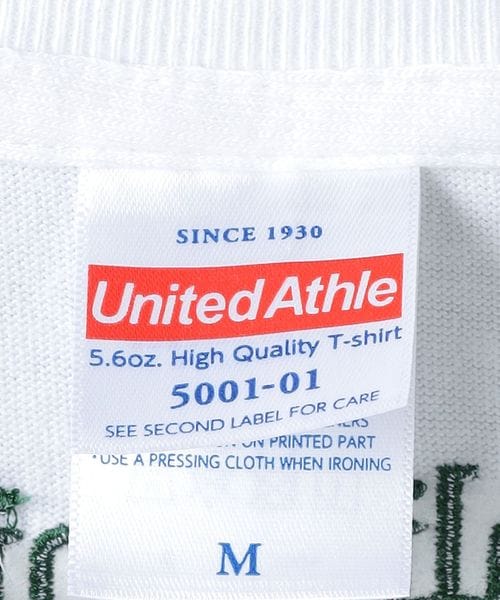 SINCE 1930
United Athle
5.6oz. High Quality T-shirt
5001-01
SEE SECOND LABEL FOR CARE
ON PRINTED PART
USE A PRESSING CLOTH WHEN IRONING
M